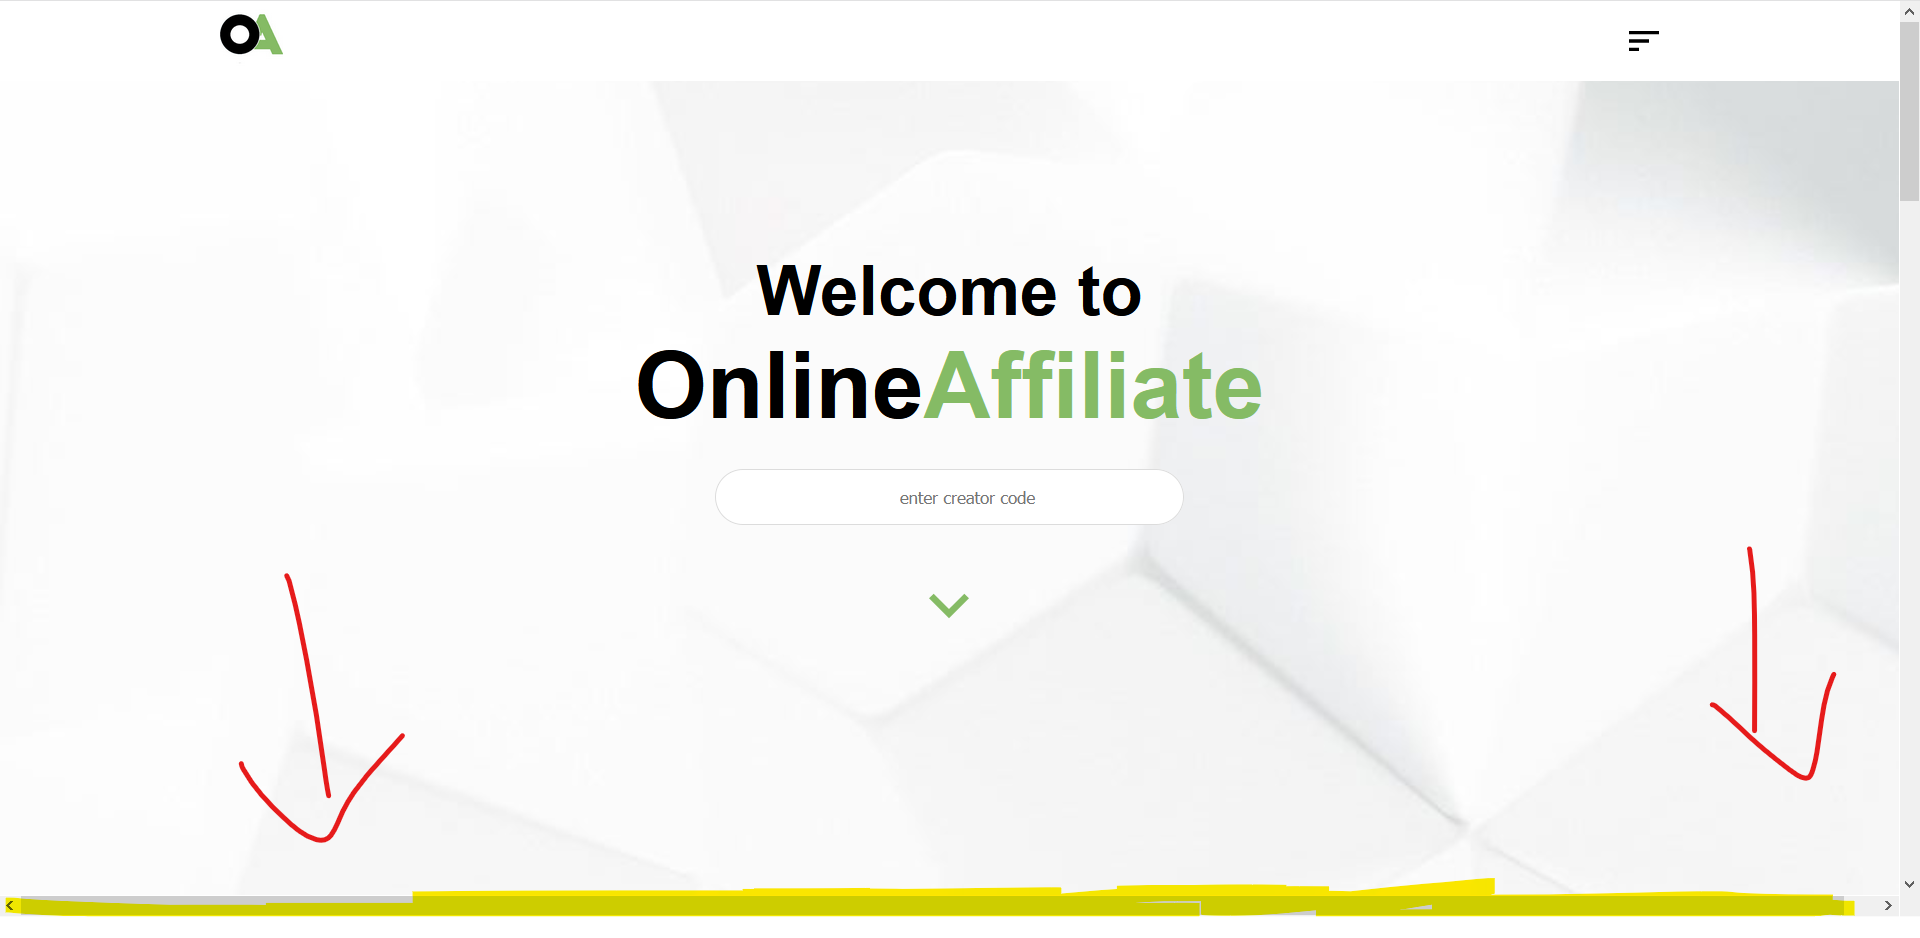 OA
Welcome to
OnlineAffiliate
enter creator code